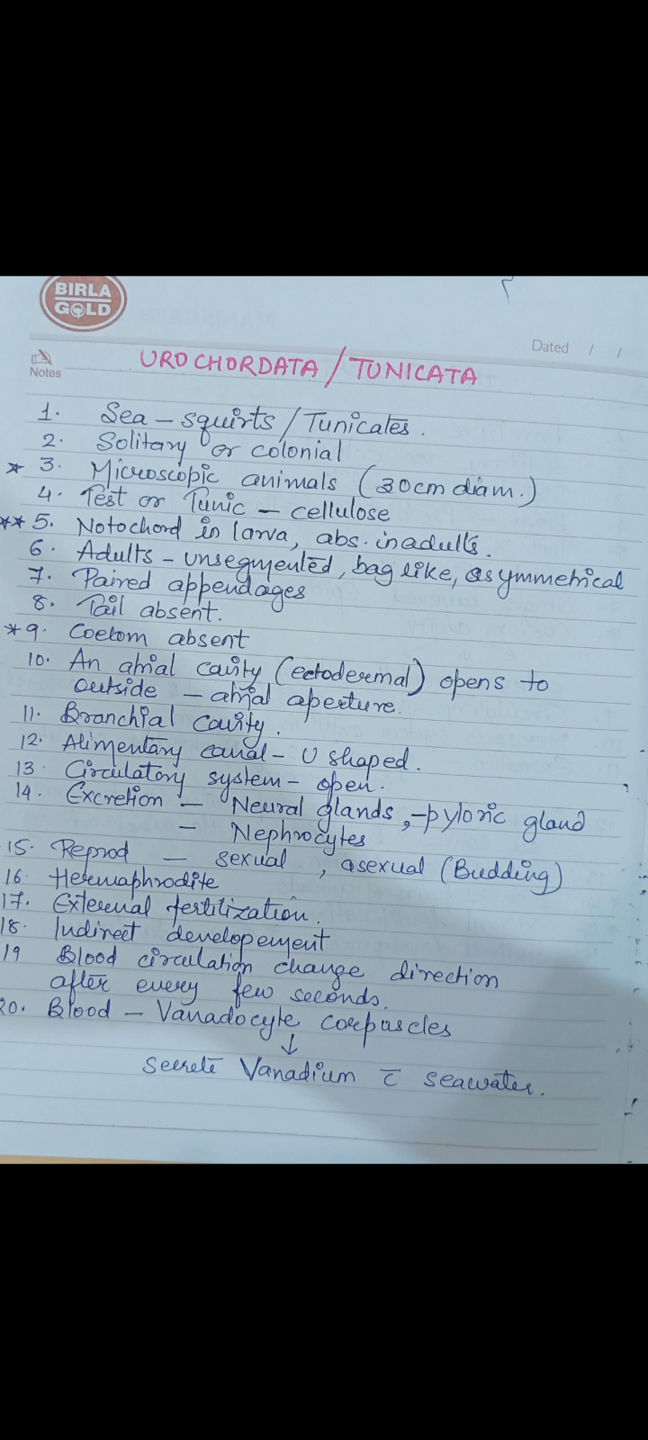 BIRLA
GOLD
Dated / /
Notes
UROCHORDATA / TUNICATA
1. Sea - squirts / Tunicates.
2. Solitary or colonial
* 3. Microscopic animals (30cm diam.)
4. Test or Tunic - cellulose
** 5. Notochord in larva, abs. in adults.
6. Adults - unsegmented, bag like, asymmetrical
7. Paired appendages
8. Tail absent.
* 9. Coelom absent
10. An atrial cavity (ectodermal) opens to
outside - atrial aperture.
11. Branchial cavity.
12. Alimentary canal - U shaped.
13. Circulatory system - open.
14. Excretion - Neural glands, - pyloric gland
- Nephrocytes
15. Reprod - sexual, asexual (Budding)
16. Hermaphrodite
17. External fertilization.
18. Indirect developement
19 Blood circulation change direction
after every few seconds.
20. Blood - Vanadocyte corpuscles
↓
Secrete Vanadium c̄ seawater.